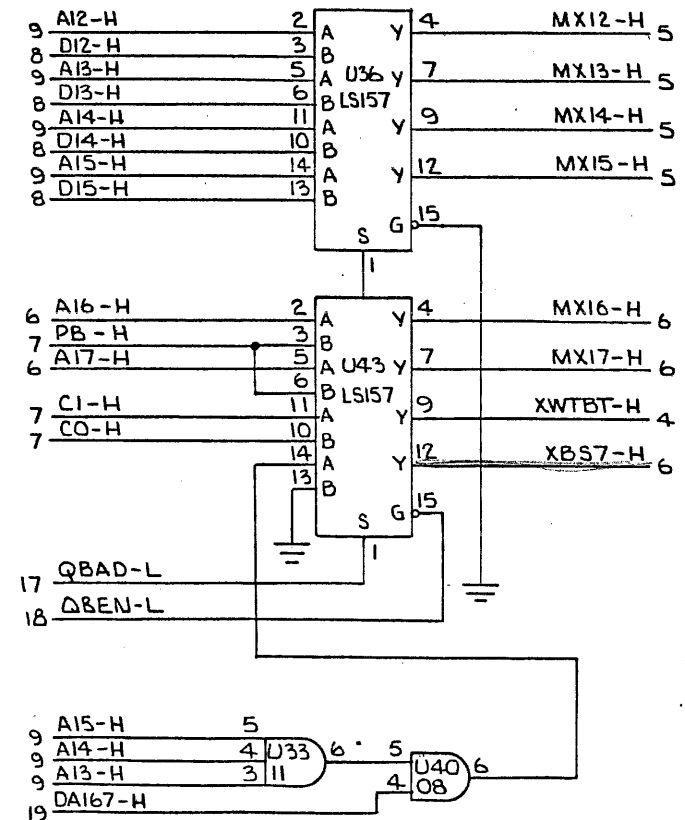 9 A12-H 2 A Y 4 MX12-H 5
8 D12-H 3 B
9 A13-H 5 A U36 Y 7 MX13-H 5
8 D13-H 6 B LS157
9 A14-H 11 A Y 9 MX14-H 5
8 D14-H 10 B
9 A15-H 14 A Y 12 MX15-H 5
8 D15-H 13 B
G 15
S
1
6 A16-H 2 A Y 4 MX16-H 6
7 PB-H 3 B
6 A17-H 5 A U43 Y 7 MX17-H 6
6 B LS157
7 C1-H 11 A Y 9 XWTBT-H 4
7 C0-H 10 B
14 A Y 12 XBS7-H 6
13 B
G 15
S
1
17 QBAD-L
18 QBEN-L
9 A15-H 5
9 A14-H 4 U33 6 5
9 A13-H 3 11 U40 6
19 DA167-H 4 08